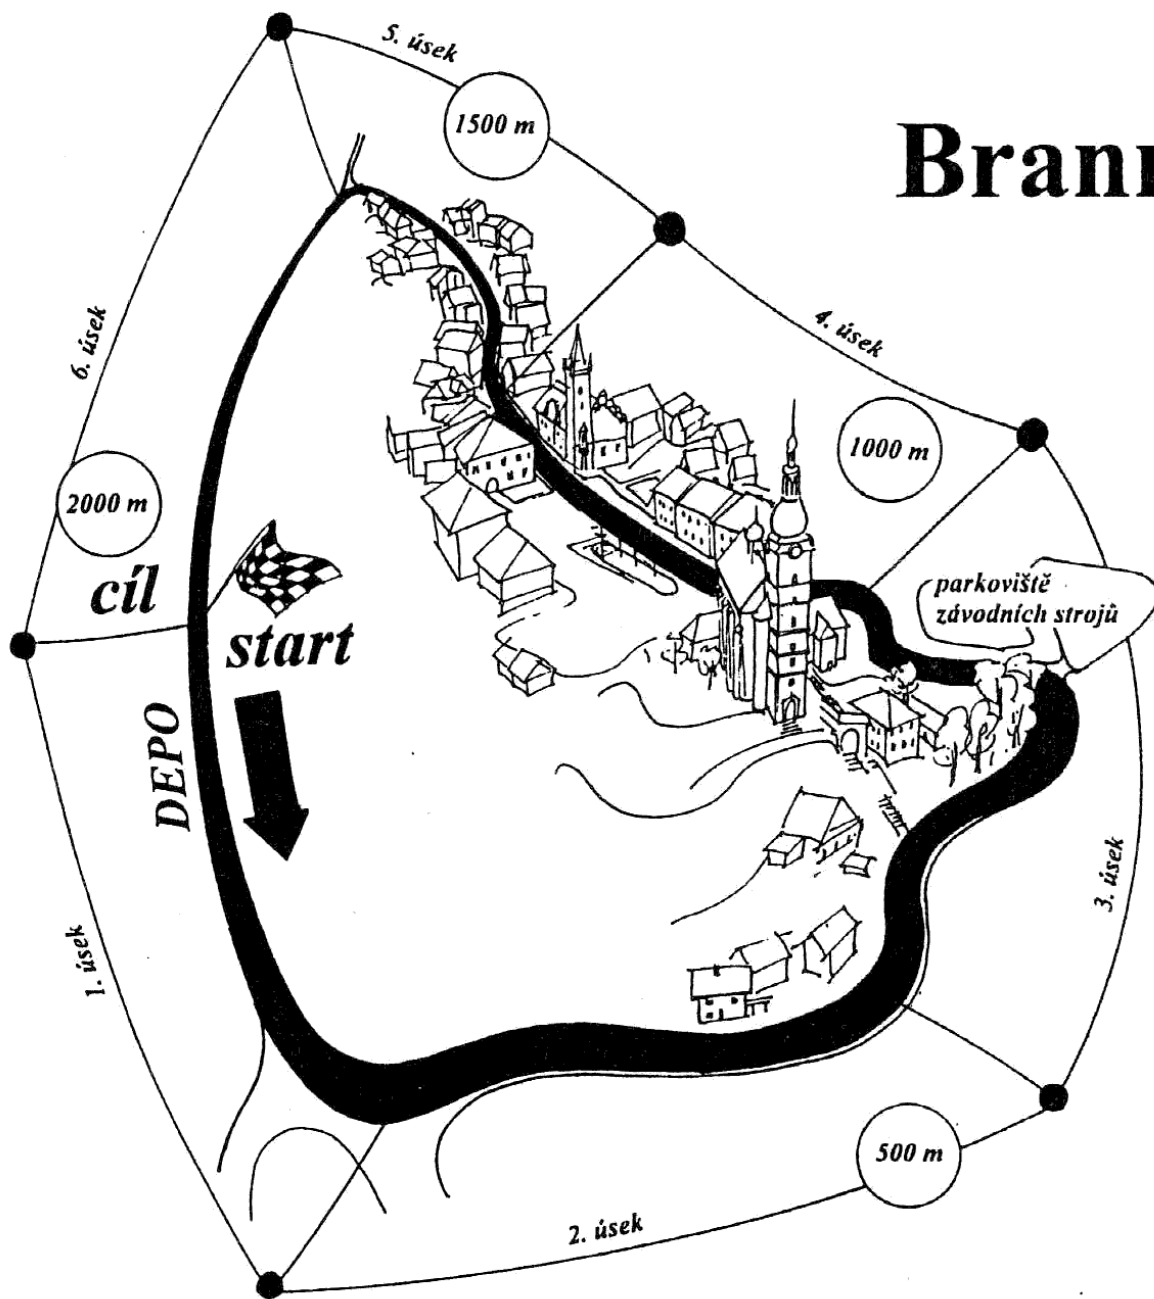 5. úsek
1500 m
4. úsek
6. úsek
1000 m
2000 m
cíl
start
parkoviště
závodních strojů
DEPO
3. úsek
1. úsek
500 m
2. úsek